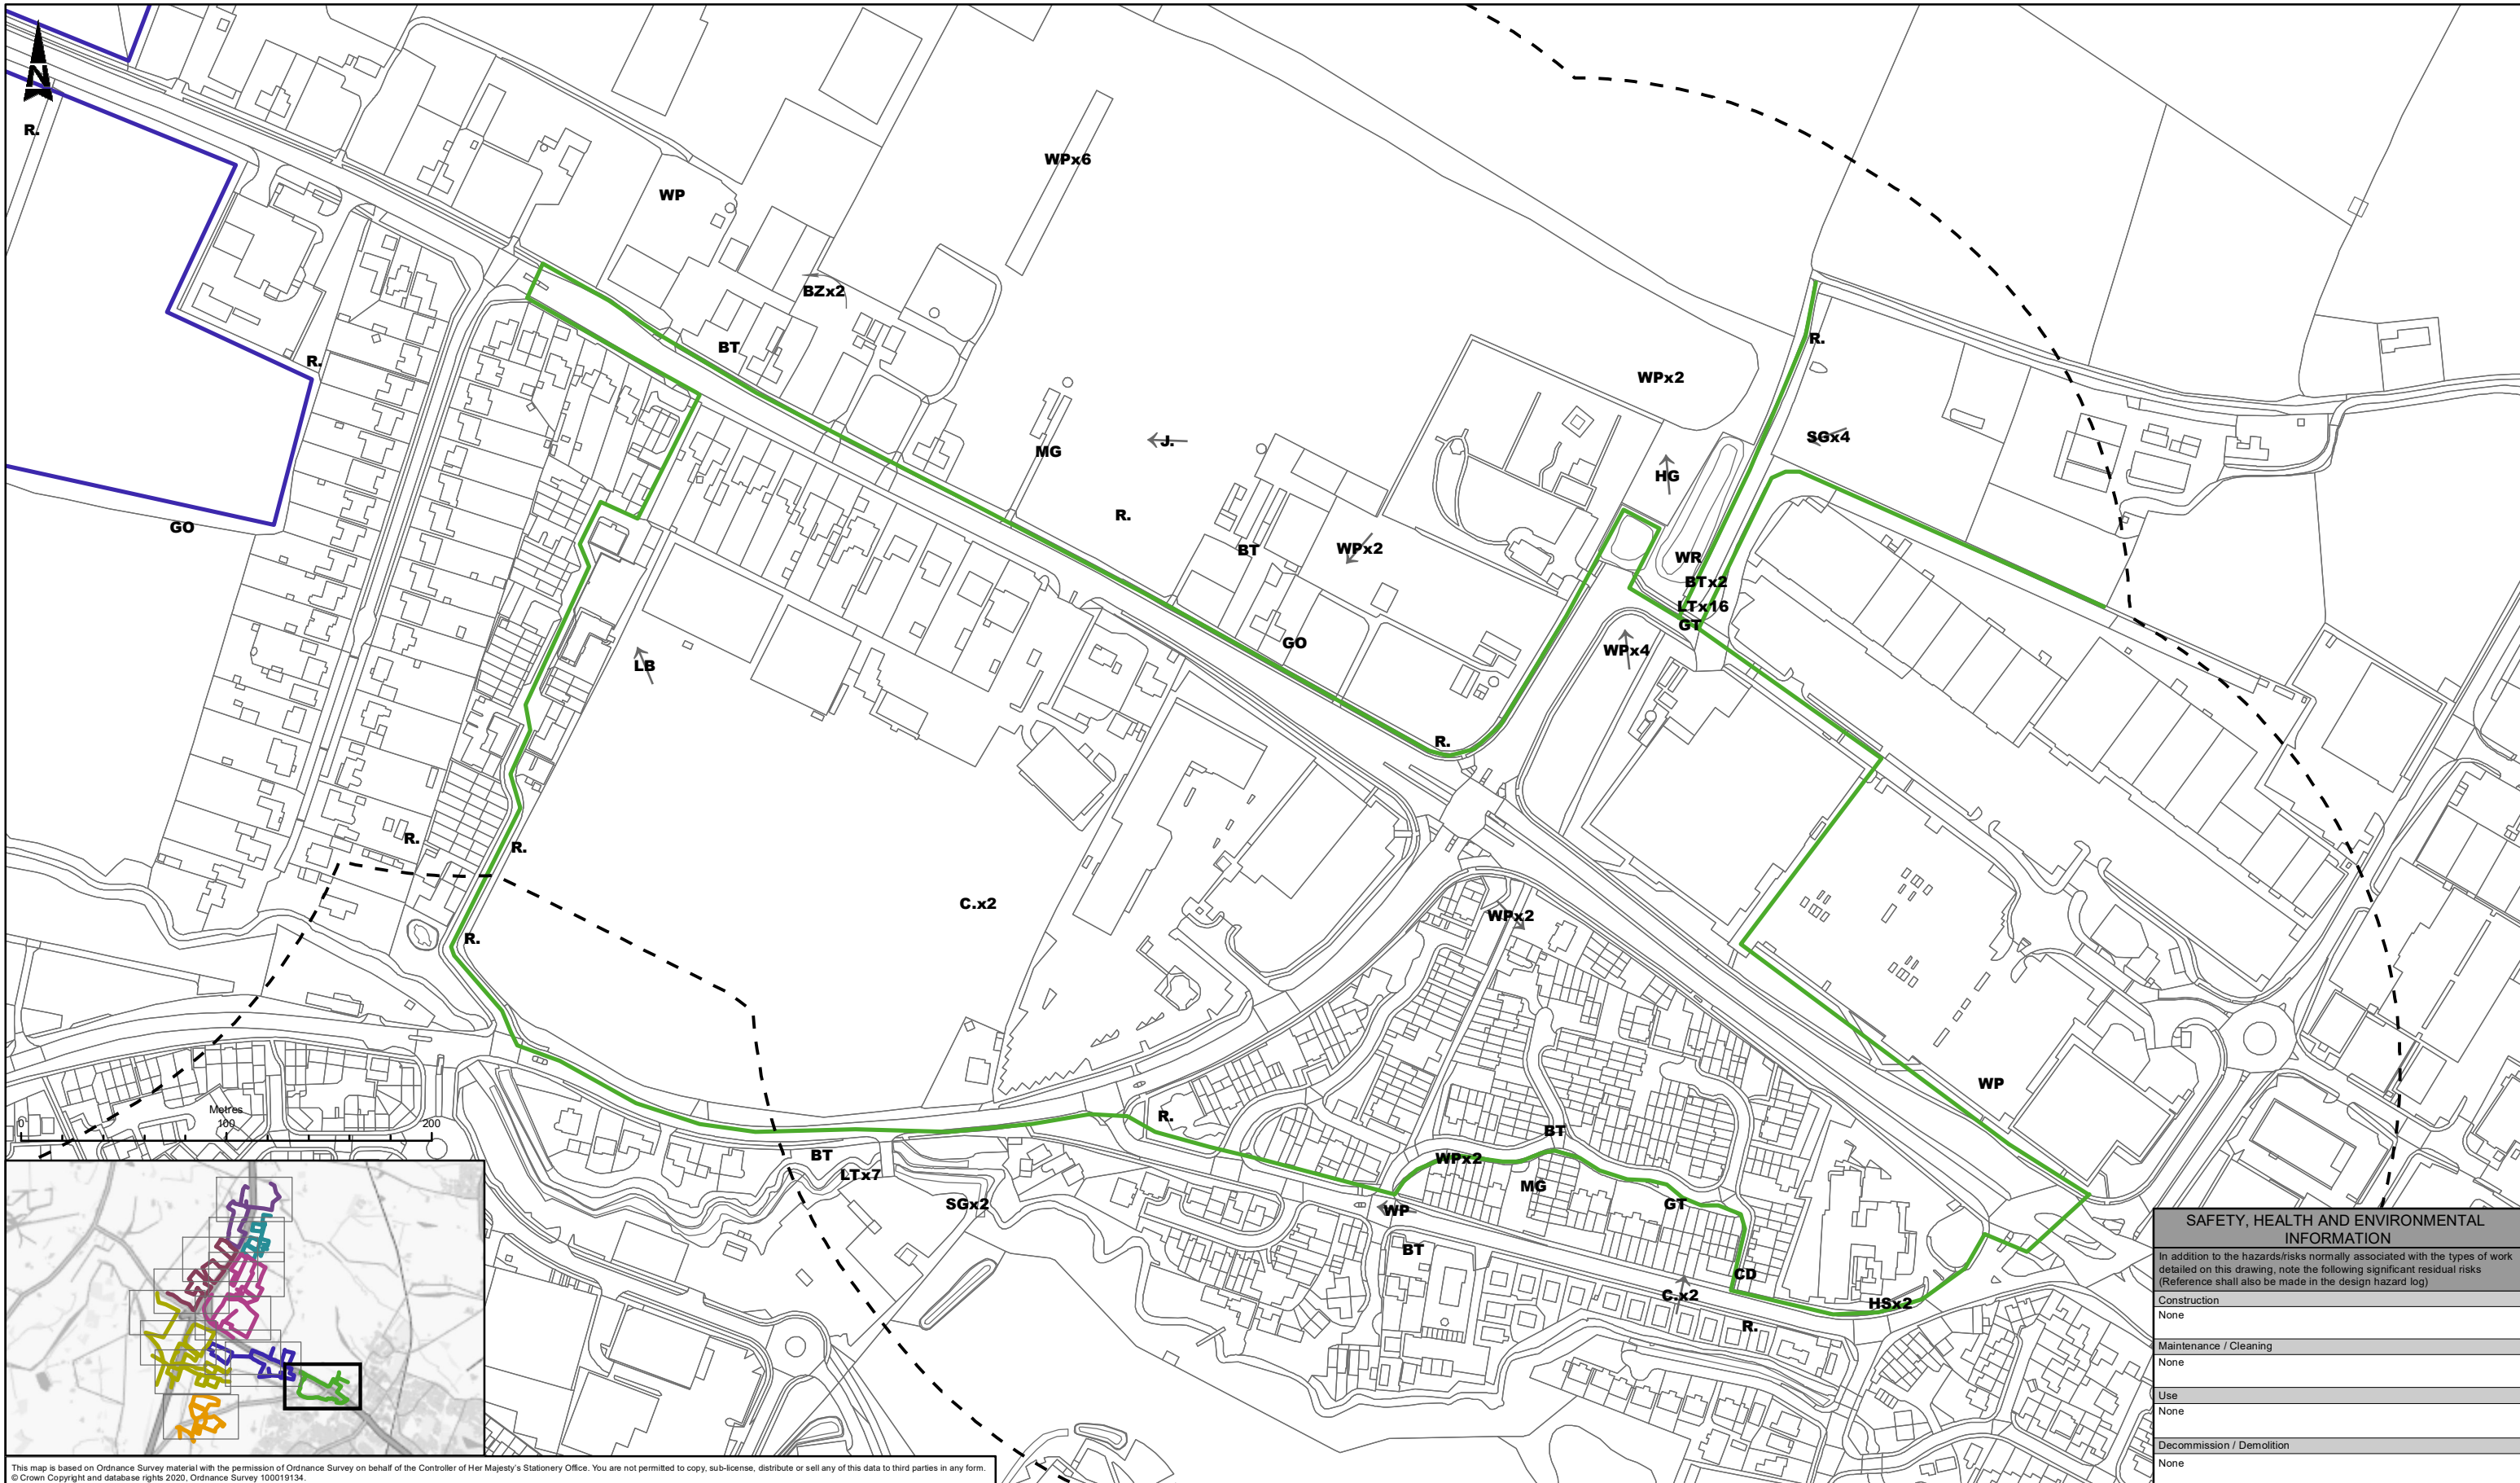 N
R.
WPx6
WP
BZx2
BT
R.
R.
WPx2
SGx4
MG
J.
HG
R.
GO
BT
WPx2
WR
BTx2
LTx16
GT
GO
WPx4
LB
R.
R.
R.
C.x2
WPx2
R.
WP
Metres
0 100 200
R.
BT
BT
LTx7
WPx2
MG
SGx2
WP
GT
BT
CD
C.x2
HSx2
R.
SAFETY, HEALTH AND ENVIRONMENTAL
INFORMATION
In addition to the hazards/risks normally associated with the types of work
detailed on this drawing, note the following significant residual risks
(Reference shall also be made in the design hazard log)
Construction
None
Maintenance / Cleaning
None
Use
None
Decommission / Demolition
None
This map is based on Ordnance Survey material with the permission of Ordnance Survey on behalf of the Controller of Her Majesty's Stationery Office. You are not permitted to copy, sub-license, distribute or sell any of this data to third parties in any form.
© Crown Copyright and database rights 2020, Ordnance Survey 100019134.